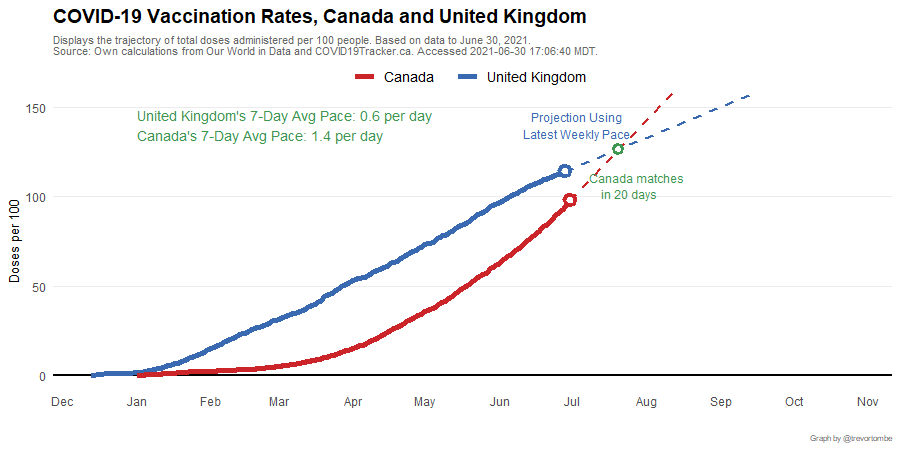 COVID-19 Vaccination Rates, Canada and United Kingdom
Displays the trajectory of total doses administered per 100 people. Based on data to June 30, 2021.
Source: Own calculations from Our World in Data and COVID19Tracker.ca. Accessed 2021-06-30 17:06:40 MDT.
Canada United Kingdom
United Kingdom's 7-Day Avg Pace: 0.6 per day
Canada's 7-Day Avg Pace: 1.4 per day
Projection Using
Latest Weekly Pace
Canada matches
in 20 days
Doses per 100
150
100
50
0
Dec Jan Feb Mar Apr May Jun Jul Aug Sep Oct Nov
Graph by @trevortombe